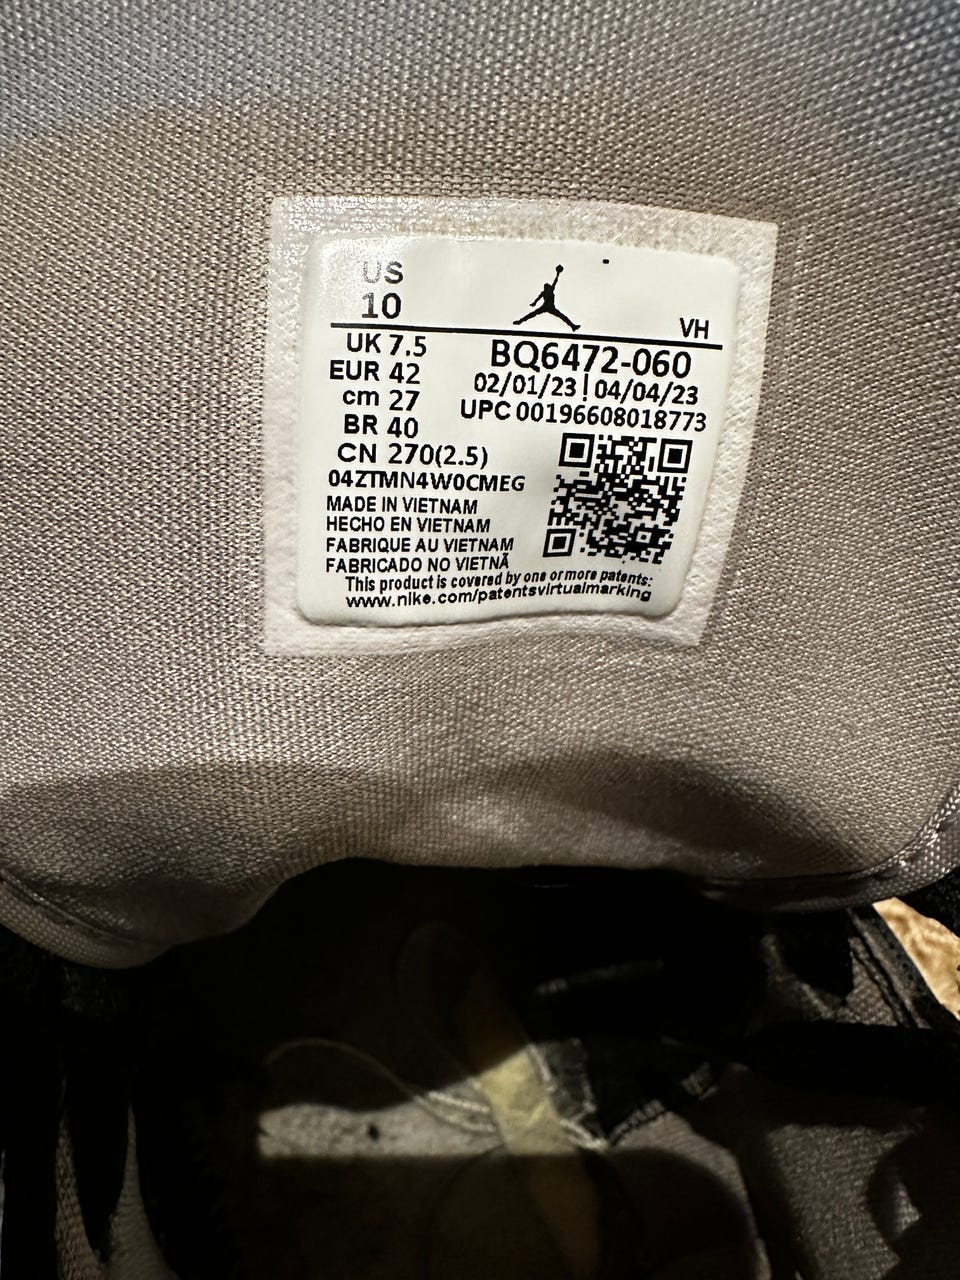 US
10
VH
UK 7.5
EUR 42
cm 27
BR 40
CN 270(2.5)
BQ6472-060
02/01/23 | 04/04/23
UPC 00196608018773
04ZTMN4W0CMEG
MADE IN VIETNAM
HECHO EN VIETNAM
FABRIQUE AU VIETNAM
FABRICADO NO VIETNÃ
This product is covered by one or more patents:
www.nike.com/patentsvirtualmarking